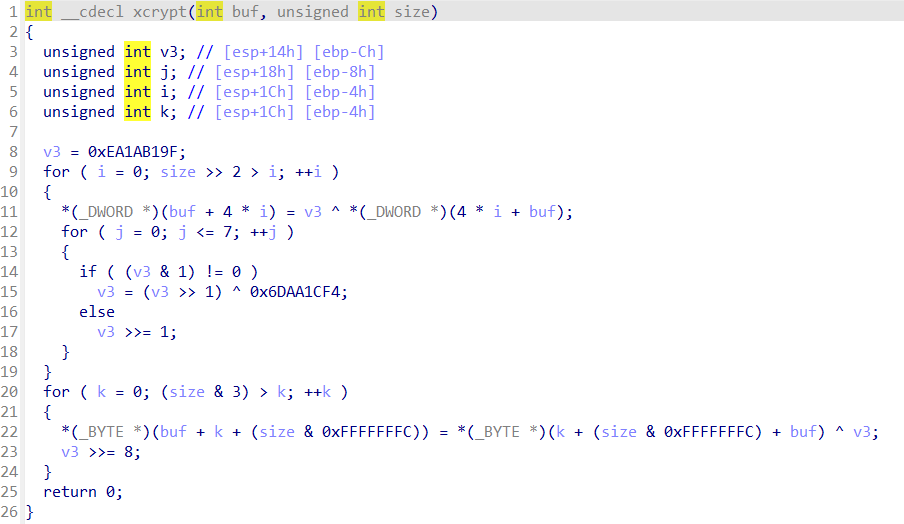 1 int __cdecl xcrypt(int buf, unsigned int size)
2 {
3   unsigned int v3; // [esp+14h] [ebp-Ch]
4   unsigned int j; // [esp+18h] [ebp-8h]
5   unsigned int i; // [esp+1Ch] [ebp-4h]
6   unsigned int k; // [esp+1Ch] [ebp-4h]
7
8   v3 = 0xEA1AB19F;
9   for ( i = 0; size >> 2 > i; ++i )
10   {
11     *(_DWORD *)(buf + 4 * i) = v3 ^ *(_DWORD *)(4 * i + buf);
12     for ( j = 0; j <= 7; ++j )
13     {
14       if ( (v3 & 1) != 0 )
15         v3 = (v3 >> 1) ^ 0x6DAA1CF4;
16       else
17         v3 >>= 1;
18     }
19   }
20   for ( k = 0; (size & 3) > k; ++k )
21   {
22     *(_BYTE *)(buf + k + (size & 0xFFFFFFFC)) = *(_BYTE *)(k + (size & 0xFFFFFFFC) + buf) ^ v3;
23     v3 >>= 8;
24   }
25   return 0;
26 }